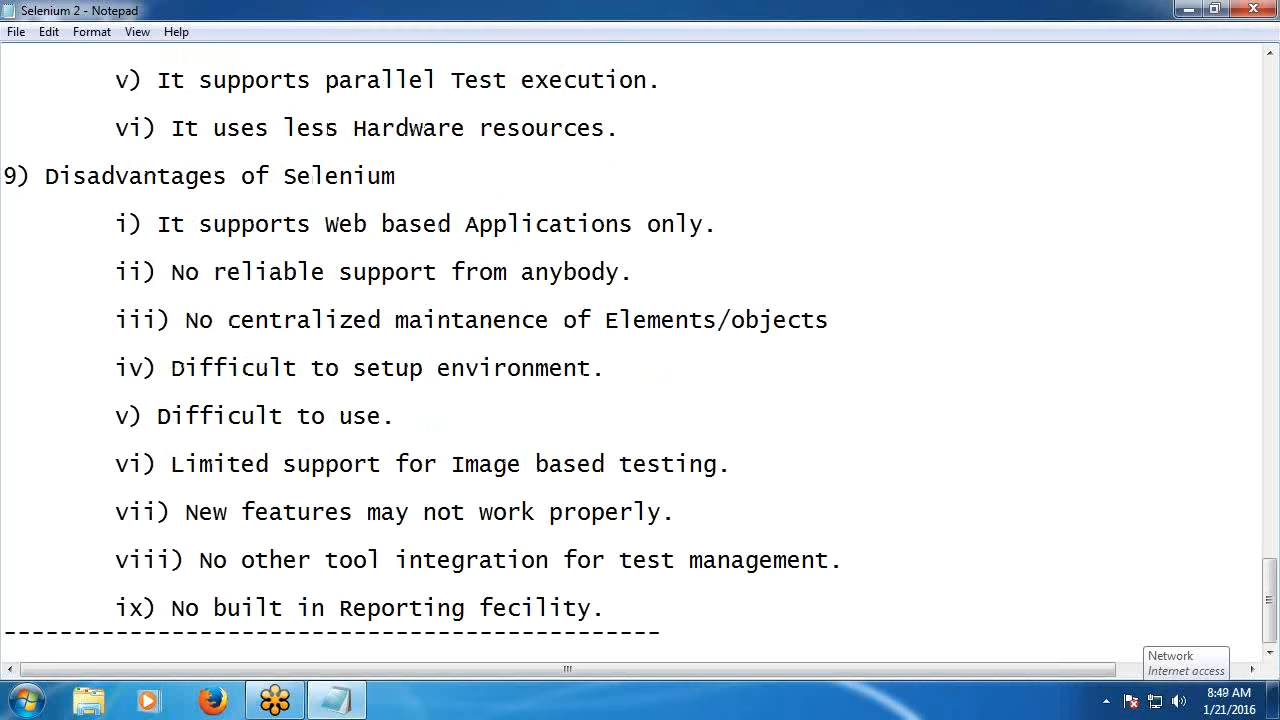 Selenium 2 - Notepad
File Edit Format View Help
v) It supports parallel Test execution.
vi) It uses less Hardware resources.
9) Disadvantages of Selenium
i) It supports Web based Applications only.
ii) No reliable support from anybody.
iii) No centralized maintanence of Elements/objects
iv) Difficult to setup environment.
v) Difficult to use.
vi) Limited support for Image based testing.
vii) New features may not work properly.
viii) No other tool integration for test management.
ix) No built in Reporting fecility.
-----------------------------------------------
Network
Internet access
8:49 AM
1/21/2016